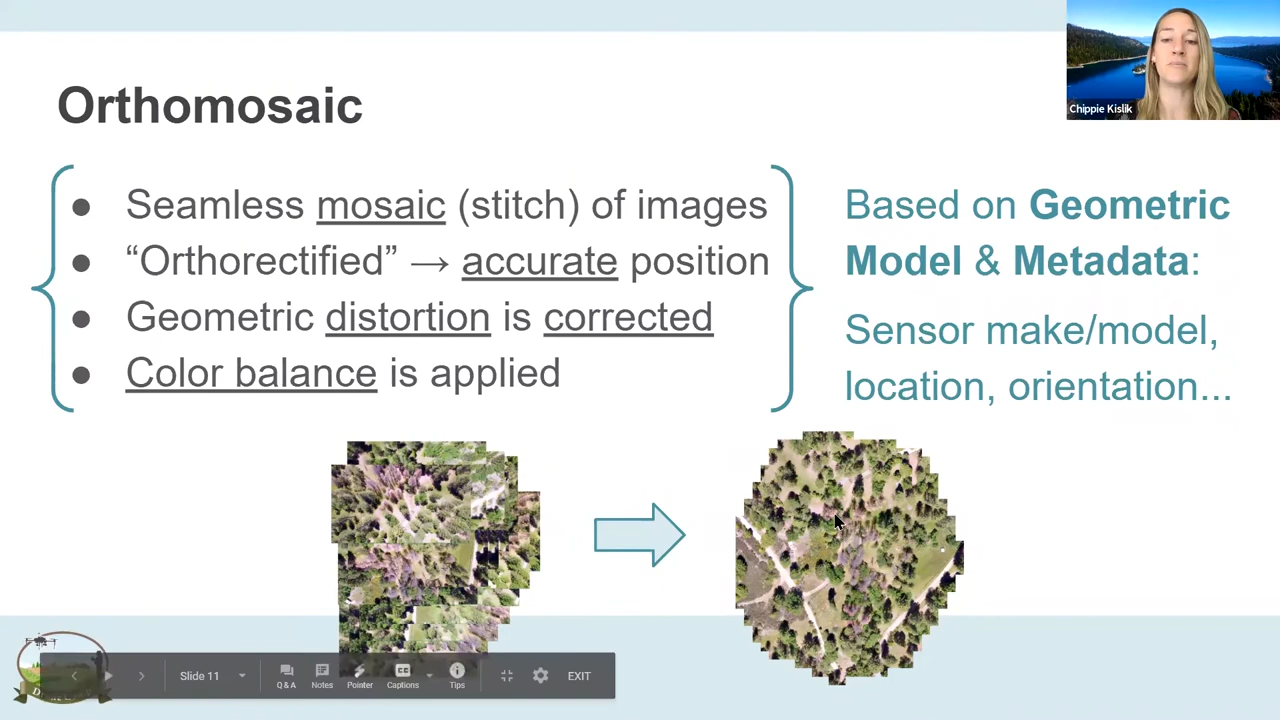 Orthomosaic
Chippie Kislik
● Seamless mosaic (stitch) of images
● “Orthorectified” → accurate position
● Geometric distortion is corrected
● Color balance is applied
Based on Geometric
Model & Metadata:
Sensor make/model,
location, orientation...
Slide 11
Q & A
Notes
Pointer
Captions
Tips
EXIT